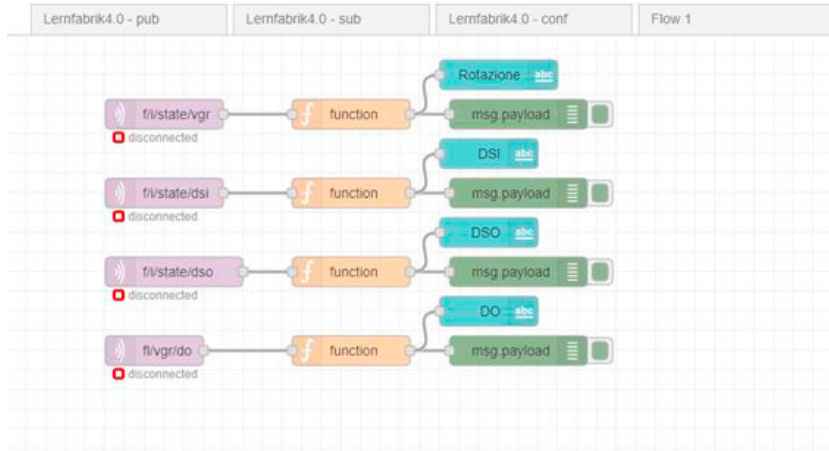 Lernfabrik4.0 - pub
Lernfabrik4.0 - sub
Lernfabrik4.0 - conf
Flow 1
Rotazione abc
f/i/state/vgr
function
msg.payload
disconnected
DSI abc
f/i/state/dsi
function
msg.payload
disconnected
DSO abc
f/i/state/dso
function
msg.payload
disconnected
DO abc
fl/vgr/do
function
msg.payload
disconnected